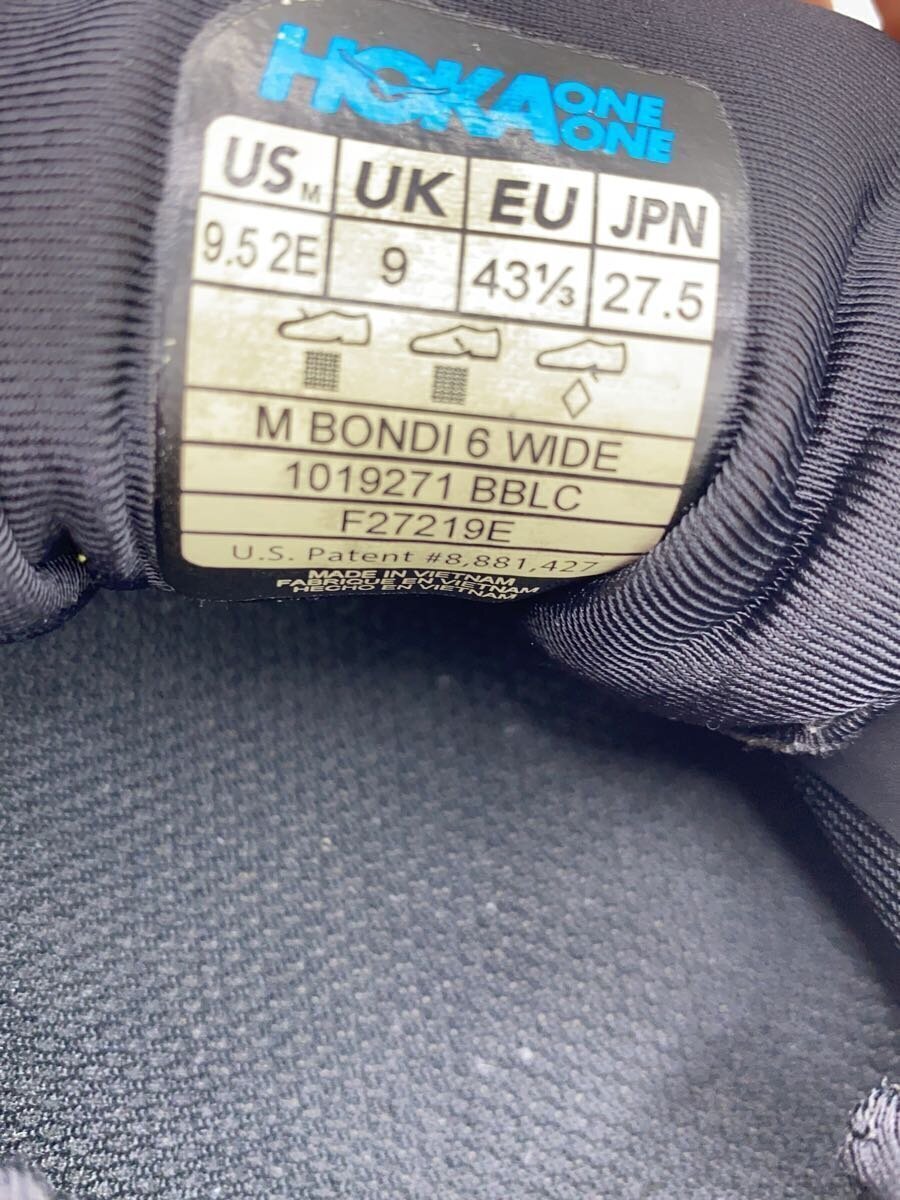 HOKA ONE ONE
US M UK EU JPN
9.5 2E 9 43⅓ 27.5
M BONDI 6 WIDE
1019271 BBLC
F27219E
U.S. Patent #8,881,427
MADE IN VIETNAM
FABRIQUE EN VIETNAM
HECHO EN VIETNAM